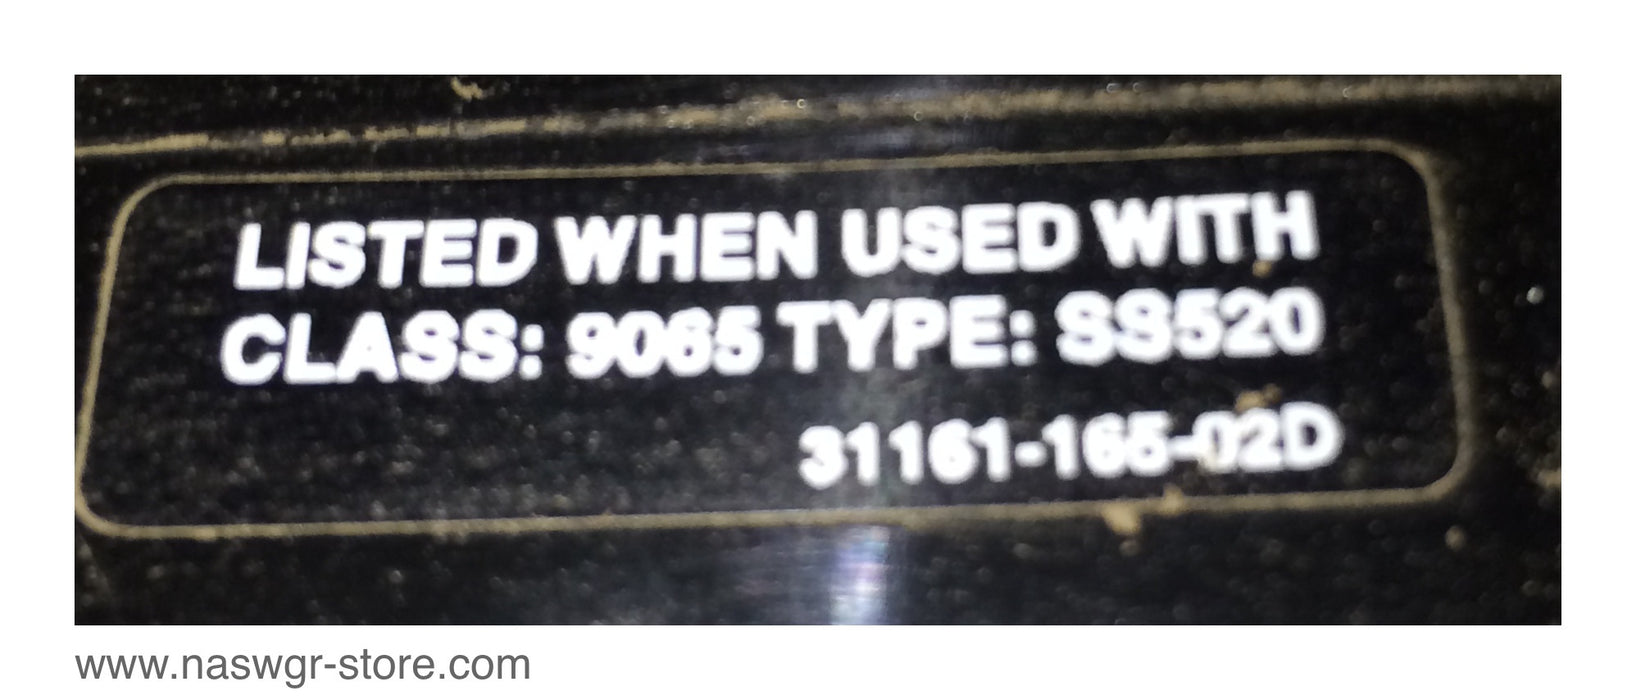 LISTED WHEN USED WITH
CLASS: 9065 TYPE: SS520
31161-165-02D
www.naswgr-store.com